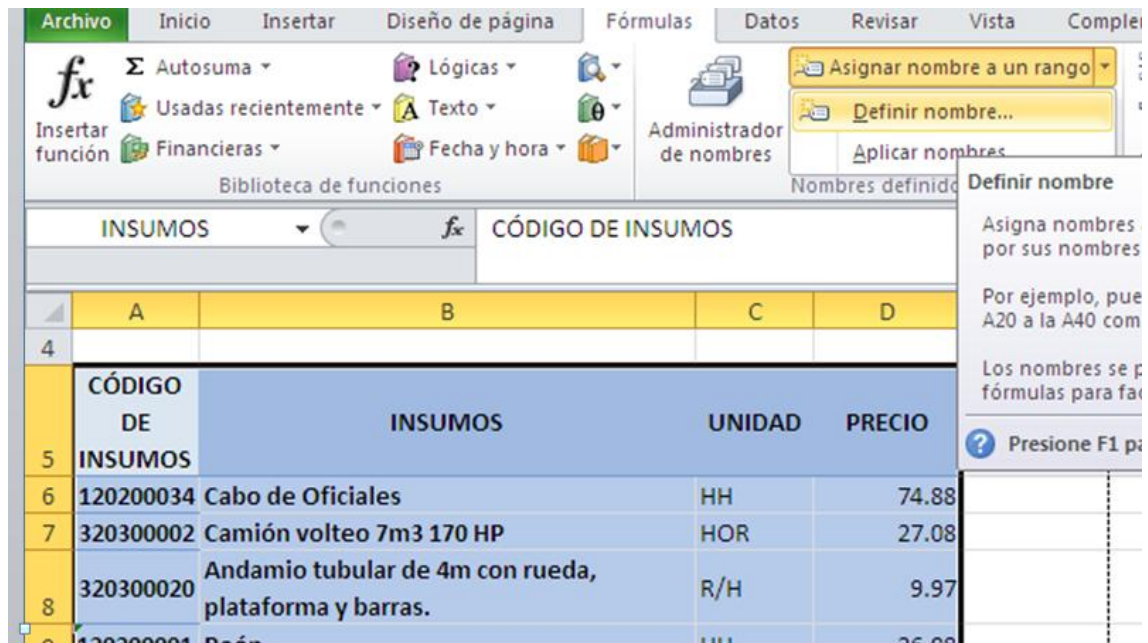 Archivo Inicio Insertar Diseño de página Fórmulas Datos Revisar Vista
fx Insertar función
Σ Autosuma
Usadas recientemente
Financieras
Lógicas
Texto
Fecha y hora
θ
Biblioteca de funciones
Administrador de nombres
Asignar nombre a un rango
Definir nombre...
Aplicar nombres
Nombres definido
Definir nombre
Asigna nombres
por sus nombres
Por ejemplo, pue
A20 a la A40 com
Los nombres se p
fórmulas para fac
Presione F1 pa
INSUMOS fx CÓDIGO DE INSUMOS
A B C D
4
5 CÓDIGO DE INSUMOS INSUMOS UNIDAD PRECIO
6 120200034 Cabo de Oficiales HH 74.88
7 320300002 Camión volteo 7m3 170 HP HOR 27.08
8 320300020 Andamio tubular de 4m con rueda,
plataforma y barras. R/H 9.97